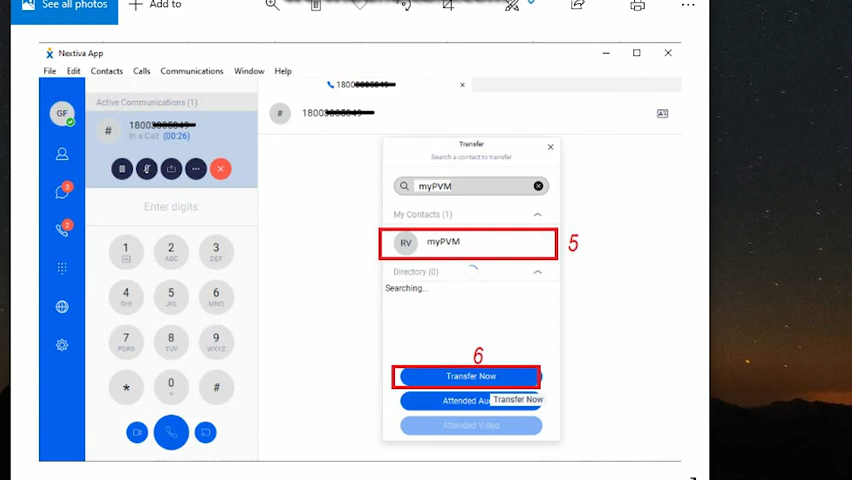 See all photos
Add to
Nextiva App
File Edit Contacts Calls Communications Window Help
Active Communications (1)
GF
#
In a Call (00:26)
Enter digits
1 2 ABC 3 DEF
4 GHI 5 JKL 6 MNO
7 PQRS 8 TUV 9 WXYZ
* 0 #
Transfer
Search a contact to transfer
myPVM
My Contacts (1)
RV myPVM
5
Directory (0)
Searching...
6
Transfer Now
Attended
Transfer Now
Attended Video